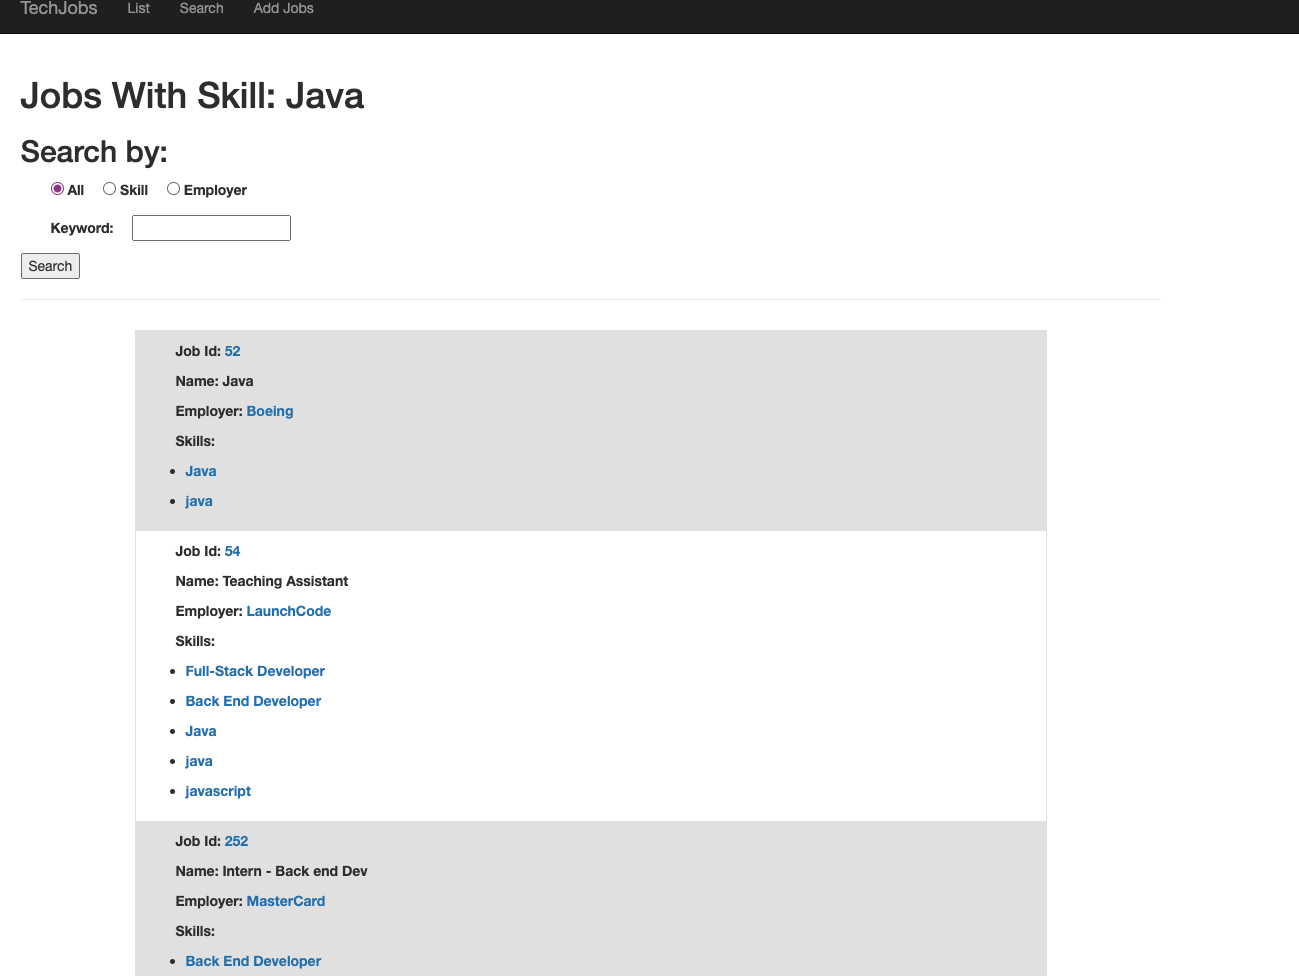 TechJobs List Search Add Jobs
Jobs With Skill: Java
Search by:
All Skill Employer
Keyword:
Search
Job Id: 52
Name: Java
Employer: Boeing
Skills:
Java
java
Job Id: 54
Name: Teaching Assistant
Employer: LaunchCode
Skills:
Full-Stack Developer
Back End Developer
Java
java
javascript
Job Id: 252
Name: Intern - Back end Dev
Employer: MasterCard
Skills:
Back End Developer